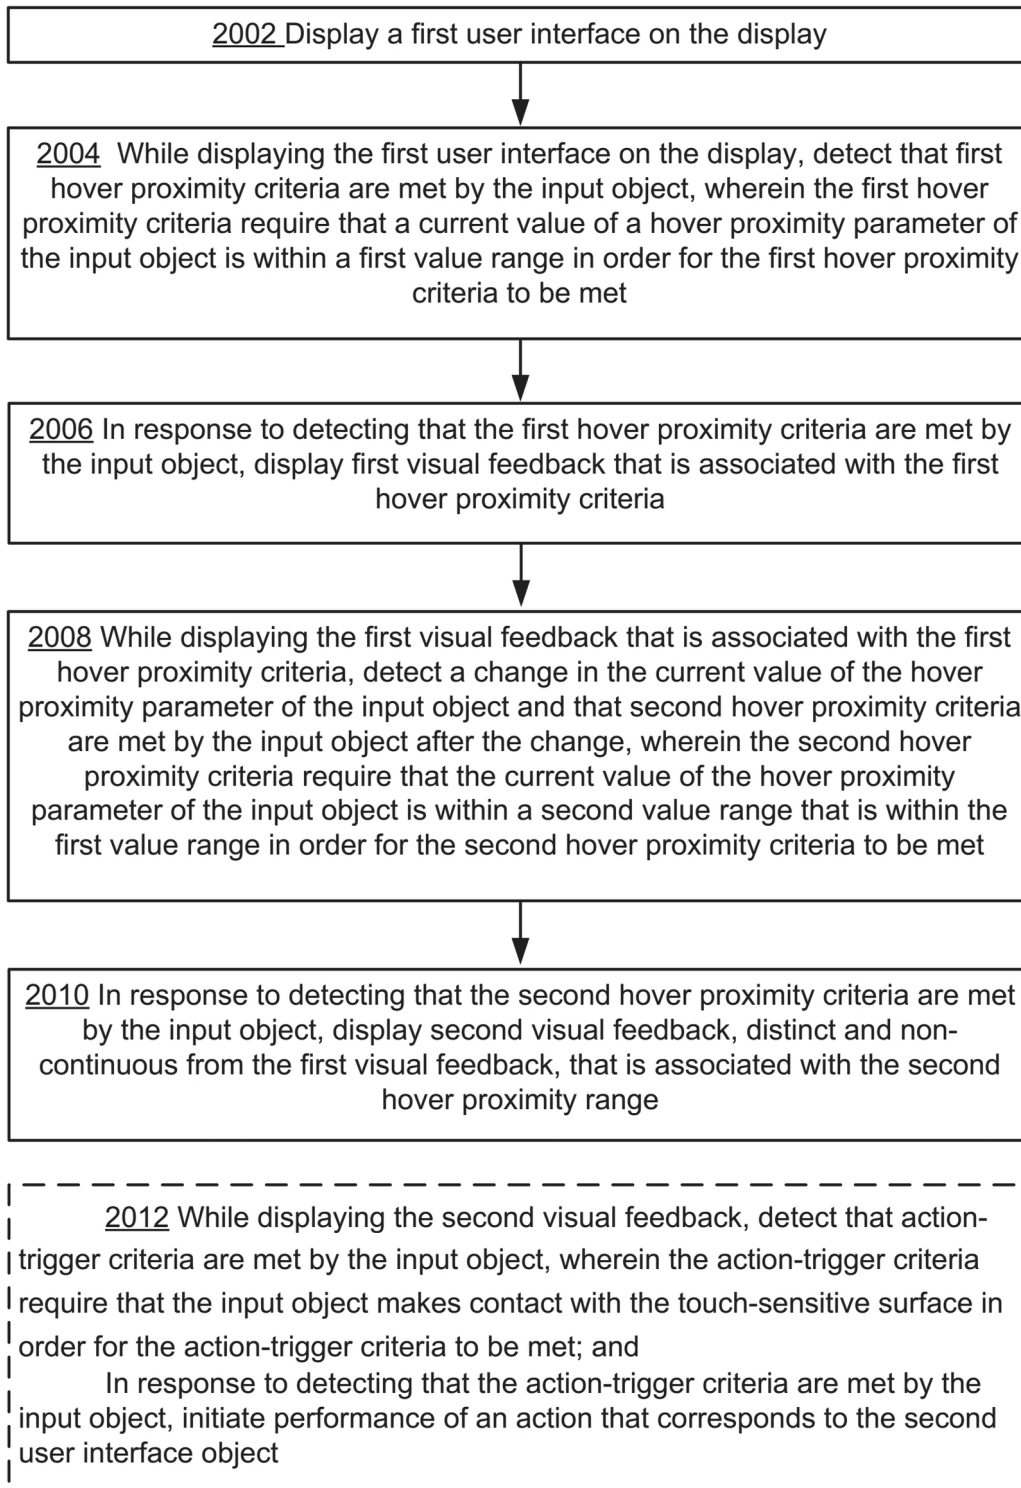 2002 Display a first user interface on the display
2004 While displaying the first user interface on the display, detect that first
hover proximity criteria are met by the input object, wherein the first hover
proximity criteria require that a current value of a hover proximity parameter of
the input object is within a first value range in order for the first hover proximity
criteria to be met
2006 In response to detecting that the first hover proximity criteria are met by
the input object, display first visual feedback that is associated with the first
hover proximity criteria
2008 While displaying the first visual feedback that is associated with the first
hover proximity criteria, detect a change in the current value of the hover
proximity parameter of the input object and that second hover proximity criteria
are met by the input object after the change, wherein the second hover
proximity criteria require that the current value of the hover proximity
parameter of the input object is within a second value range that is within the
first value range in order for the second hover proximity criteria to be met
2010 In response to detecting that the second hover proximity criteria are met
by the input object, display second visual feedback, distinct and non-
continuous from the first visual feedback, that is associated with the second
hover proximity range
2012 While displaying the second visual feedback, detect that action-
trigger criteria are met by the input object, wherein the action-trigger criteria
require that the input object makes contact with the touch-sensitive surface in
order for the action-trigger criteria to be met; and
In response to detecting that the action-trigger criteria are met by the
input object, initiate performance of an action that corresponds to the second
user interface object